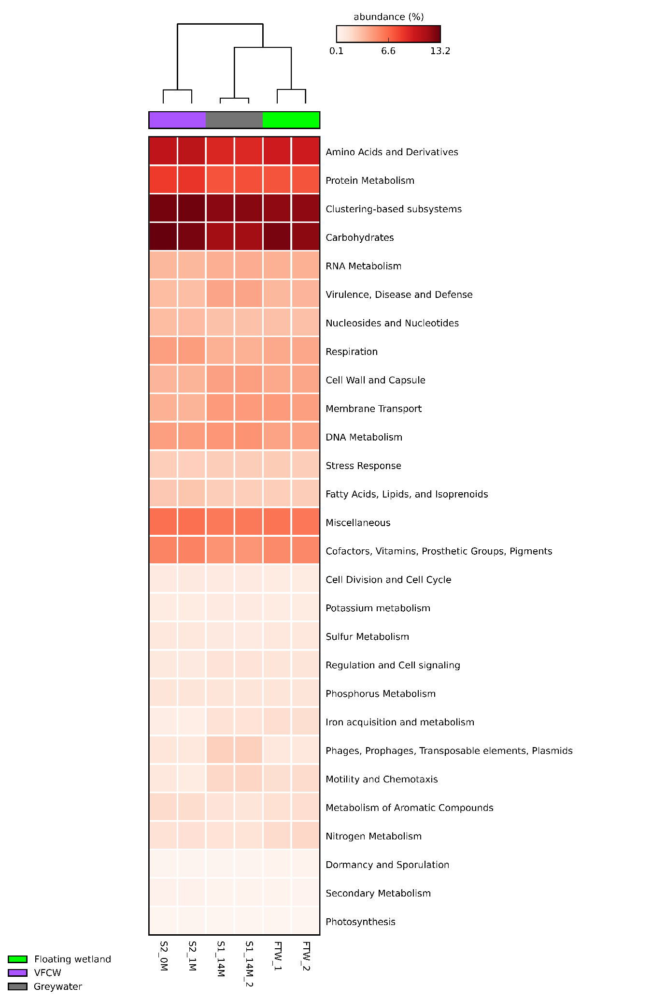 abundance (%)
0.1 6.6 13.2
Amino Acids and Derivatives
Protein Metabolism
Clustering-based subsystems
Carbohydrates
RNA Metabolism
Virulence, Disease and Defense
Nucleosides and Nucleotides
Respiration
Cell Wall and Capsule
Membrane Transport
DNA Metabolism
Stress Response
Fatty Acids, Lipids, and Isoprenoids
Miscellaneous
Cofactors, Vitamins, Prosthetic Groups, Pigments
Cell Division and Cell Cycle
Potassium metabolism
Sulfur Metabolism
Regulation and Cell signaling
Phosphorus Metabolism
Iron acquisition and metabolism
Phages, Prophages, Transposable elements, Plasmids
Motility and Chemotaxis
Metabolism of Aromatic Compounds
Nitrogen Metabolism
Dormancy and Sporulation
Secondary Metabolism
Photosynthesis
S2_0M
S2_1M
S1_14M
S1_14M_2
FTW_1
FTW_2
Floating wetland
VFCW
Greywater